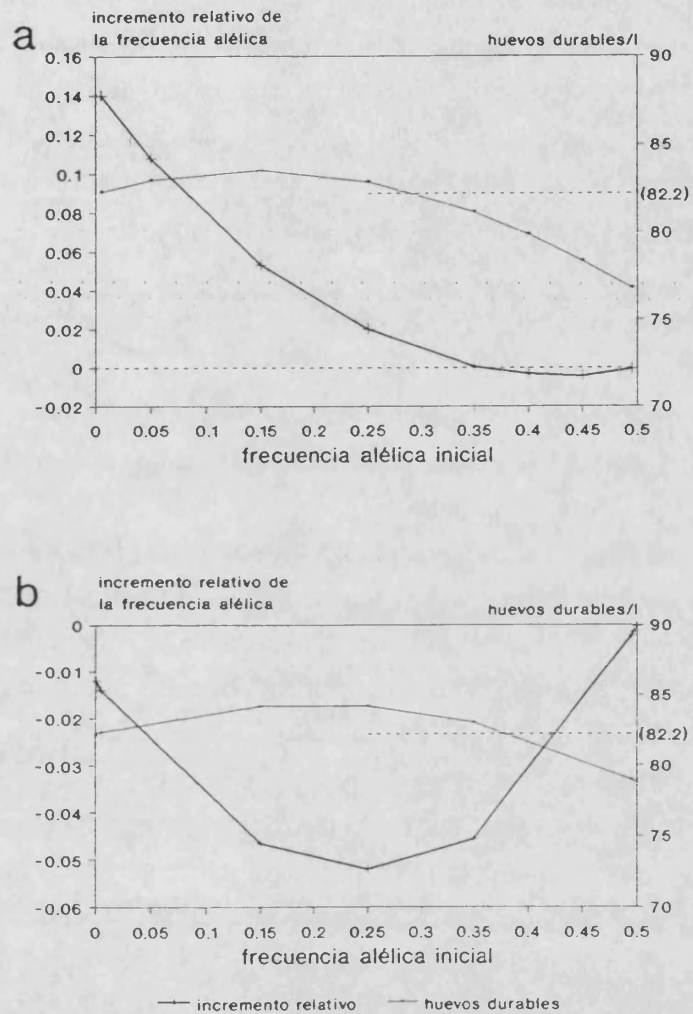 a
incremento relativo de
la frecuencia alélica
huevos durables/l
0.16
0.14
0.12
0.1
0.08
0.06
0.04
0.02
0
-0.02
90
85
(82.2)
80
75
70
0 0.05 0.1 0.15 0.2 0.25 0.3 0.35 0.4 0.45 0.5
frecuencia alélica inicial
b
incremento relativo de
la frecuencia alélica
huevos durables/l
0
-0.01
-0.02
-0.03
-0.04
-0.05
-0.06
90
85
(82.2)
80
75
70
0 0.05 0.1 0.15 0.2 0.25 0.3 0.35 0.4 0.45 0.5
frecuencia alélica inicial
incremento relativo huevos durables